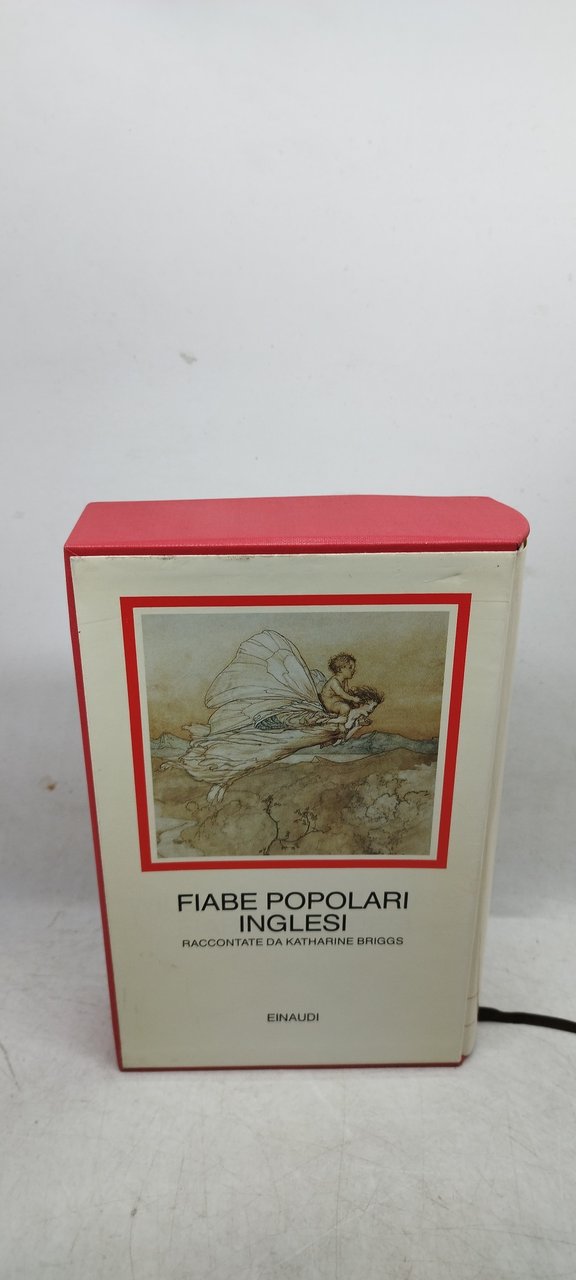 FIABE POPOLARI
INGLESI
RACCONTATE DA KATHARINE BRIGGS
EINAUDI